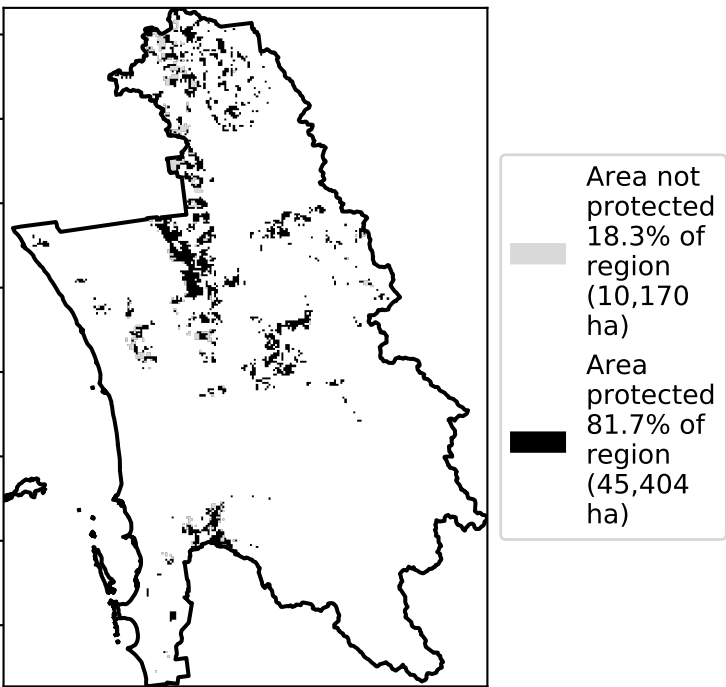 Area not
protected
18.3% of
region
(10,170
ha)
Area
protected
81.7% of
region
(45,404
ha)